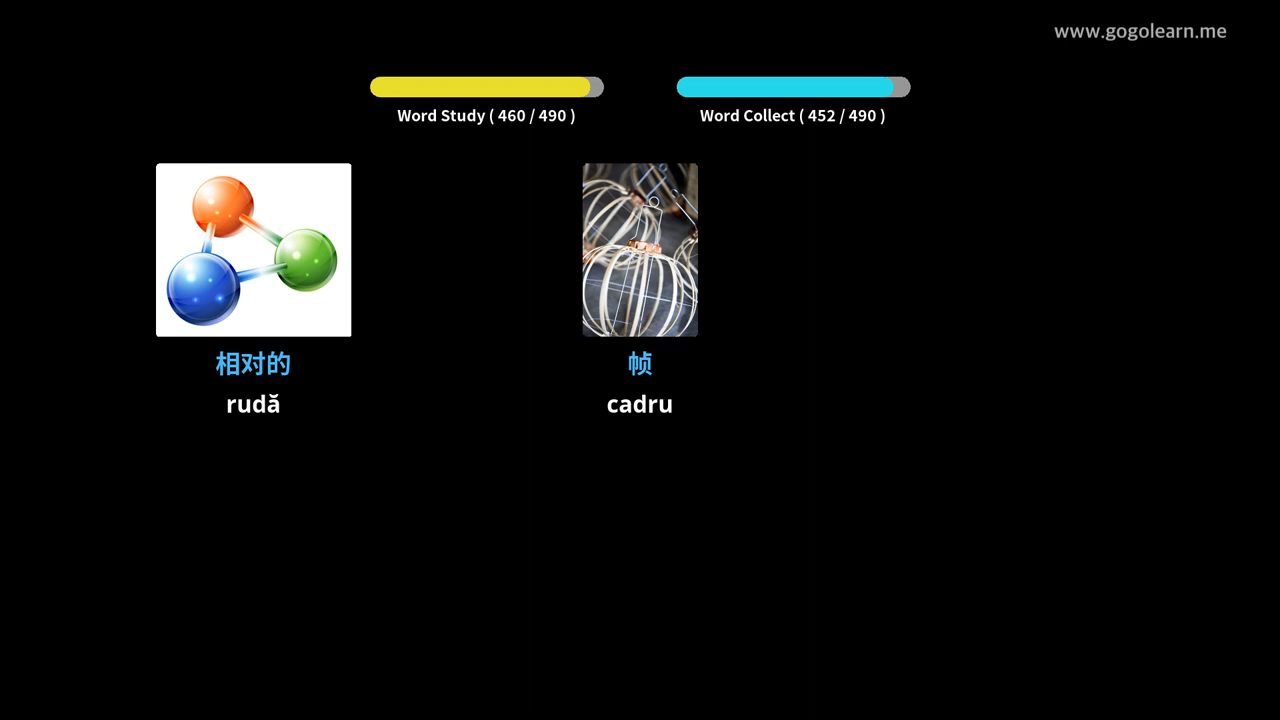 www.gogolearn.me
Word Study ( 460 / 490 )
Word Collect ( 452 / 490 )
相对的
rudă
帧
cadru